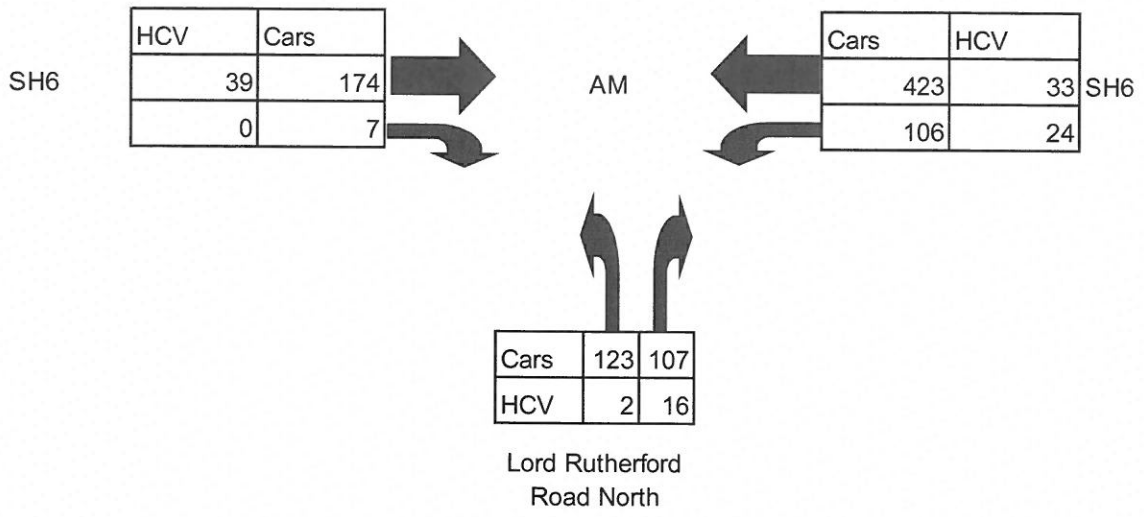 HCV Cars
SH6 39 174
0 7
AM
Cars HCV
423 33 SH6
106 24
Cars 123 107
HCV 2 16
Lord Rutherford
Road North